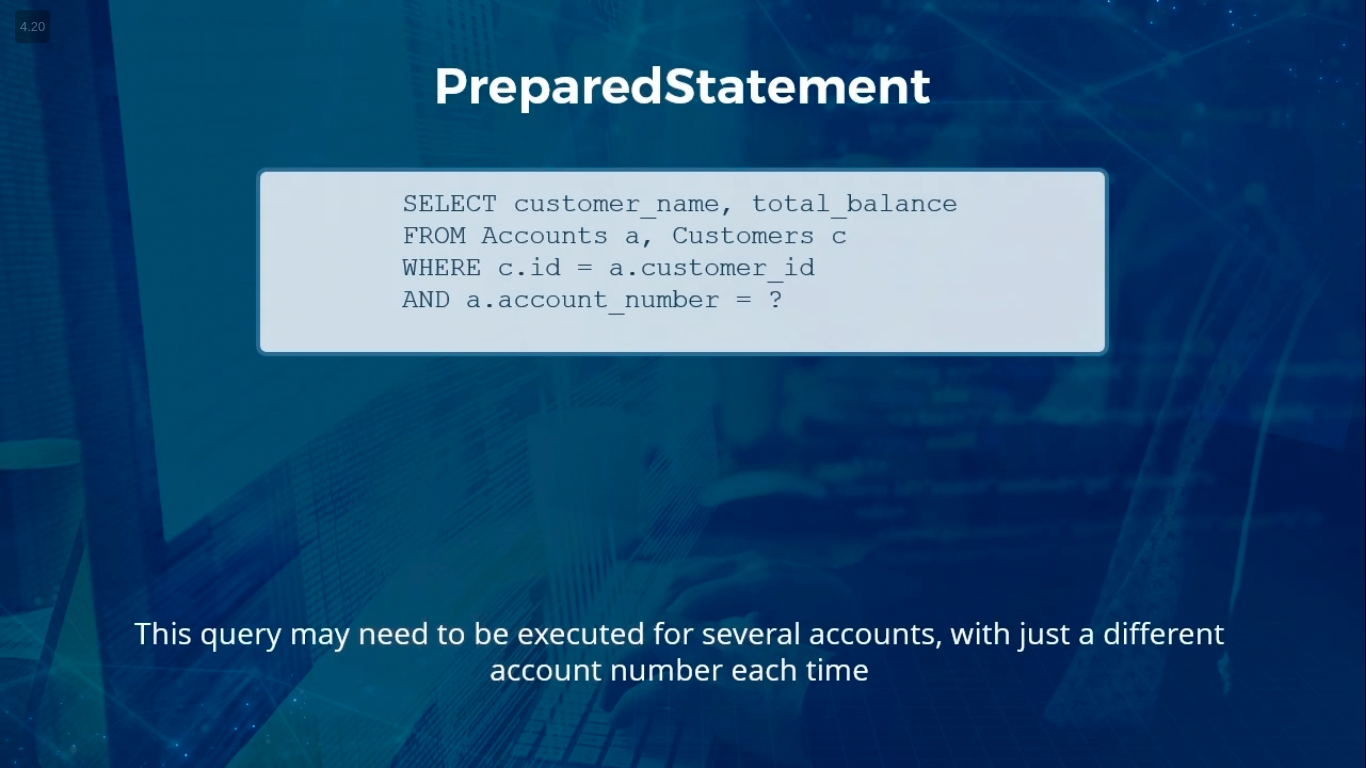 4.20
PreparedStatement
SELECT customer_name, total_balance
FROM Accounts a, Customers c
WHERE c.id = a.customer_id
AND a.account_number = ?
This query may need to be executed for several accounts, with just a different
account number each time